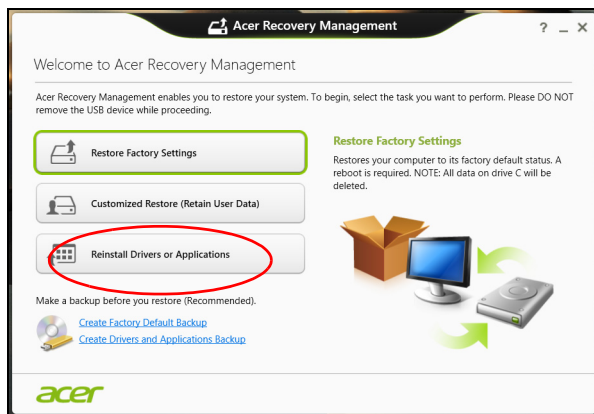 Acer Recovery Management
? _ X
Welcome to Acer Recovery Management
Acer Recovery Management enables you to restore your system. To begin, select the task you want to perform. Please DO NOT
remove the USB device while proceeding.
Restore Factory Settings
Customized Restore (Retain User Data)
Reinstall Drivers or Applications
Restore Factory Settings
Restores your computer to its factory default status. A
reboot is required. NOTE: All data on drive C will be
deleted.
Make a backup before you restore (Recommended).
Create Factory Default Backup
Create Drivers and Applications Backup
acer